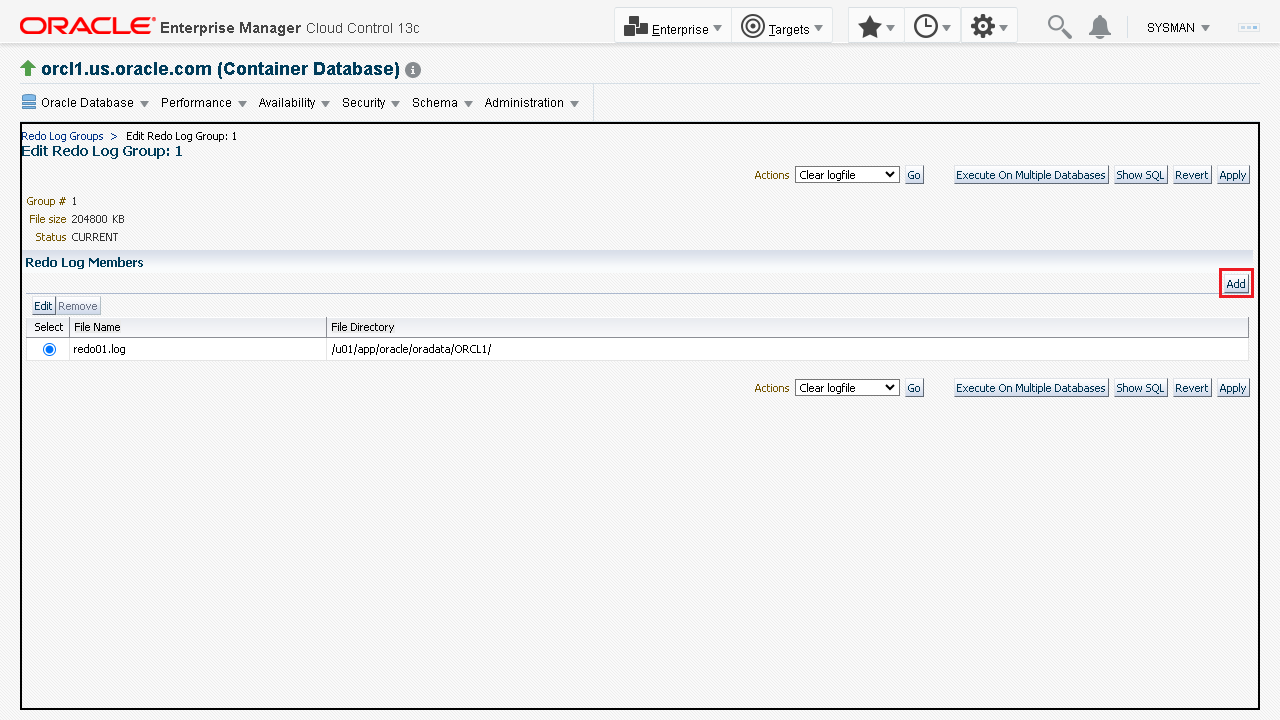 ORACLE Enterprise Manager Cloud Control 13c Enterprise Targets SYSMAN
orcl1.us.oracle.com (Container Database)
Oracle Database Performance Availability Security Schema Administration
Redo Log Groups > Edit Redo Log Group: 1
Edit Redo Log Group: 1
Actions Clear logfile Go Execute On Multiple Databases Show SQL Revert Apply
Group # 1
File size 204800 KB
Status CURRENT
Redo Log Members
Add
Edit Remove
Select File Name File Directory
redo01.log /u01/app/oracle/oradata/ORCL1/
Actions Clear logfile Go Execute On Multiple Databases Show SQL Revert Apply